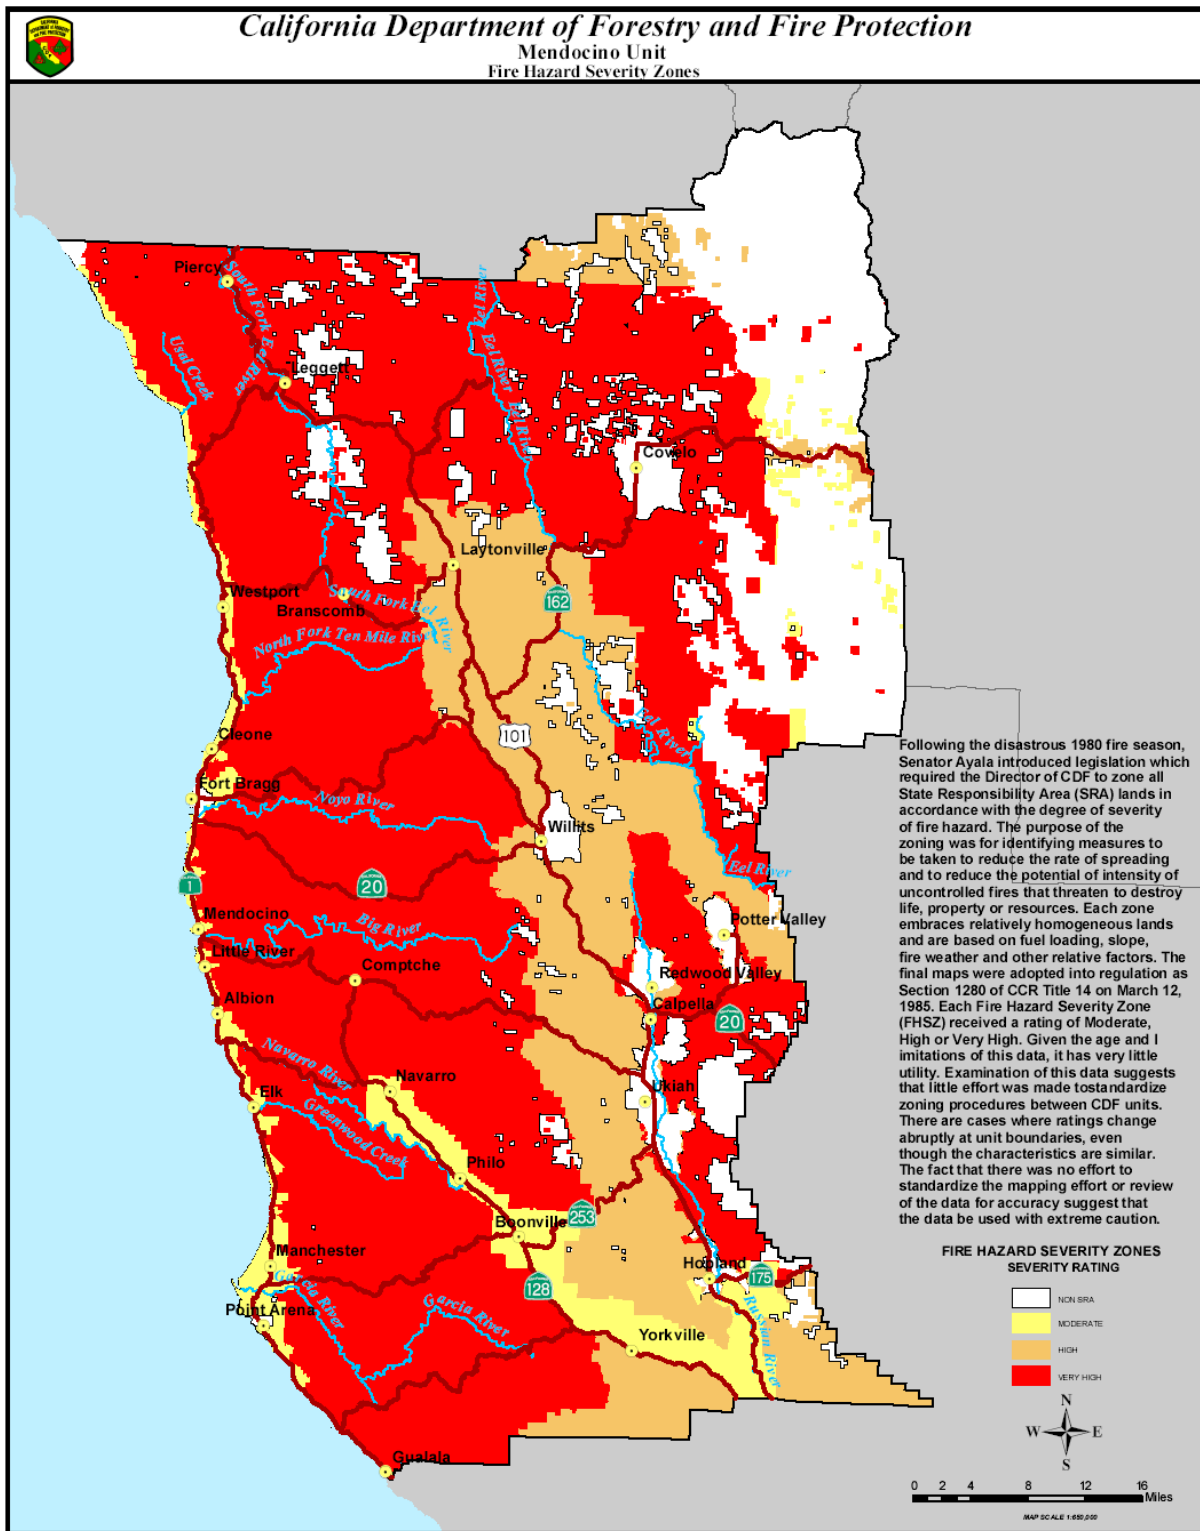 California Department of Forestry and Fire Protection
Mendocino Unit
Fire Hazard Severity Zones
Piercy
South Fork Eel River
Usal Creek
Leggett
Eel River
Eel River
Eel River
Covelo
Laytonville
162
Westport
Branscomb
South Fork Eel River
North Fork Ten Mile River
101
Eel River
Cleone
Fort Bragg
Noyo River
Willits
Eel River
1
20
Mendocino
Big River
Potter Valley
Little River
Comptche
Redwood Valley
Albion
Calpella
20
Navarro River
Navarro
Ukiah
Elk
Greenwood Creek
Philo
Boonville
253
Manchester
Hopland
175
128
Garcia River
Point Arena
Garcia River
Russian River
Yorkville
Gualala
Following the disastrous 1980 fire season,
Senator Ayala introduced legislation which
required the Director of CDF to zone all
State Responsibility Area (SRA) lands in
accordance with the degree of severity
of fire hazard. The purpose of the
zoning was for identifying measures to
be taken to reduce the rate of spreading
and to reduce the potential of intensity of
uncontrolled fires that threaten to destroy
life, property or resources. Each zone
embraces relatively homogeneous lands
and are based on fuel loading, slope,
fire weather and other relative factors. The
final maps were adopted into regulation as
Section 1280 of CCR Title 14 on March 12,
1985. Each Fire Hazard Severity Zone
(FHSZ) received a rating of Moderate,
High or Very High. Given the age and l
imitations of this data, it has very little
utility. Examination of this data suggests
that little effort was made tostandardize
zoning procedures between CDF units.
There are cases where ratings change
abruptly at unit boundaries, even
though the characteristics are similar.
The fact that there was no effort to
standardize the mapping effort or review
of the data for accuracy suggest that
the data be used with extreme caution.
FIRE HAZARD SEVERITY ZONES
SEVERITY RATING
NON SRA
MODERATE
HIGH
VERY HIGH
N
W E
S
0 2 4 8 12 16
Miles
MAP SCALE 1:650,000